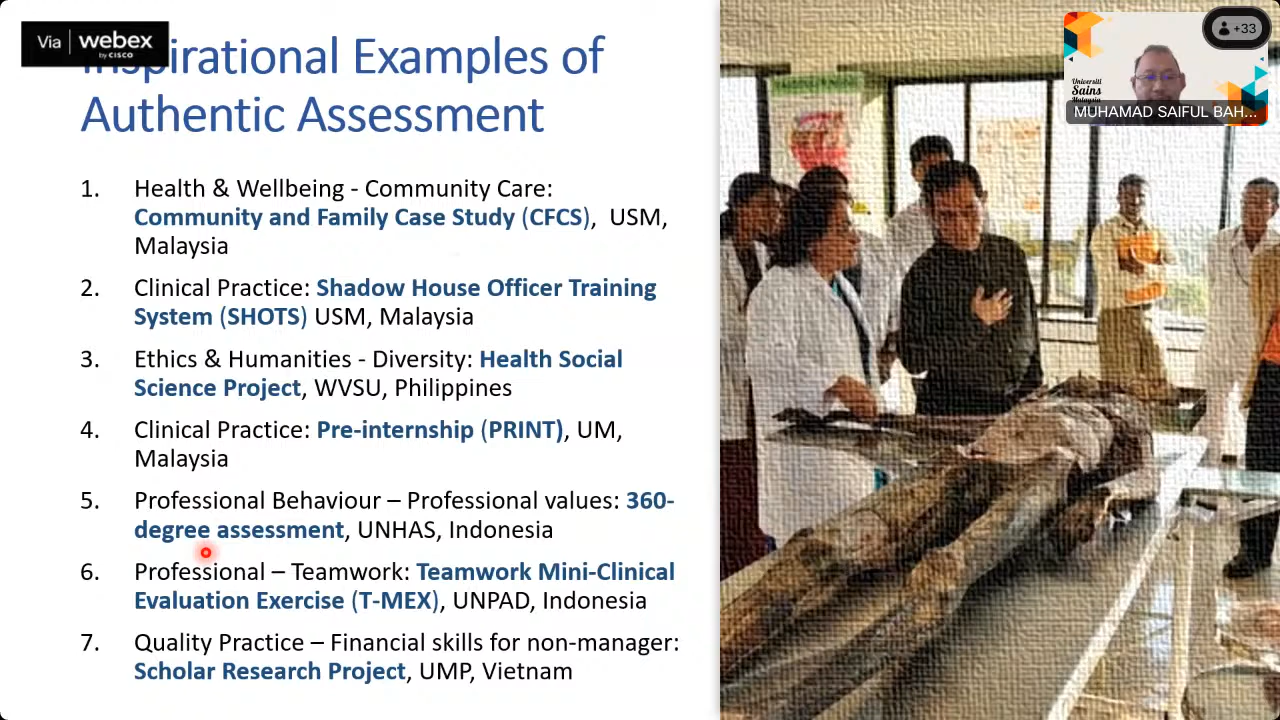 Via webex
by CISCO
Inspirational Examples of
Authentic Assessment
1. Health & Wellbeing - Community Care:
Community and Family Case Study (CFCS), USM,
Malaysia
2. Clinical Practice: Shadow House Officer Training
System (SHOTS) USM, Malaysia
3. Ethics & Humanities - Diversity: Health Social
Science Project, WVSU, Philippines
4. Clinical Practice: Pre-internship (PRINT), UM,
Malaysia
5. Professional Behaviour – Professional values: 360-
degree assessment, UNHAS, Indonesia
6. Professional – Teamwork: Teamwork Mini-Clinical
Evaluation Exercise (T-MEX), UNPAD, Indonesia
7. Quality Practice – Financial skills for non-manager:
Scholar Research Project, UMP, Vietnam
+33
Universiti
Sains
Malaysia
MUHAMAD SAIFUL BAH...